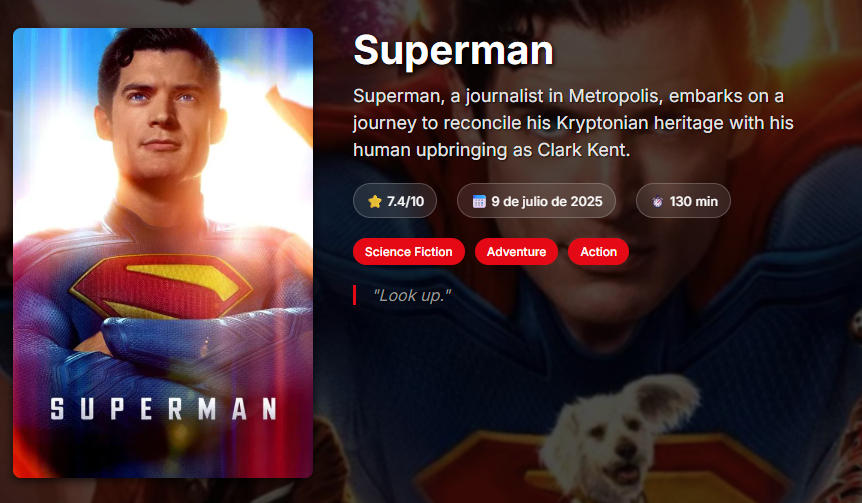 Superman
Superman, a journalist in Metropolis, embarks on a
journey to reconcile his Kryptonian heritage with his
human upbringing as Clark Kent.
7.4/10
9 de julio de 2025
130 min
Science Fiction
Adventure
Action
"Look up."
SUPERMAN